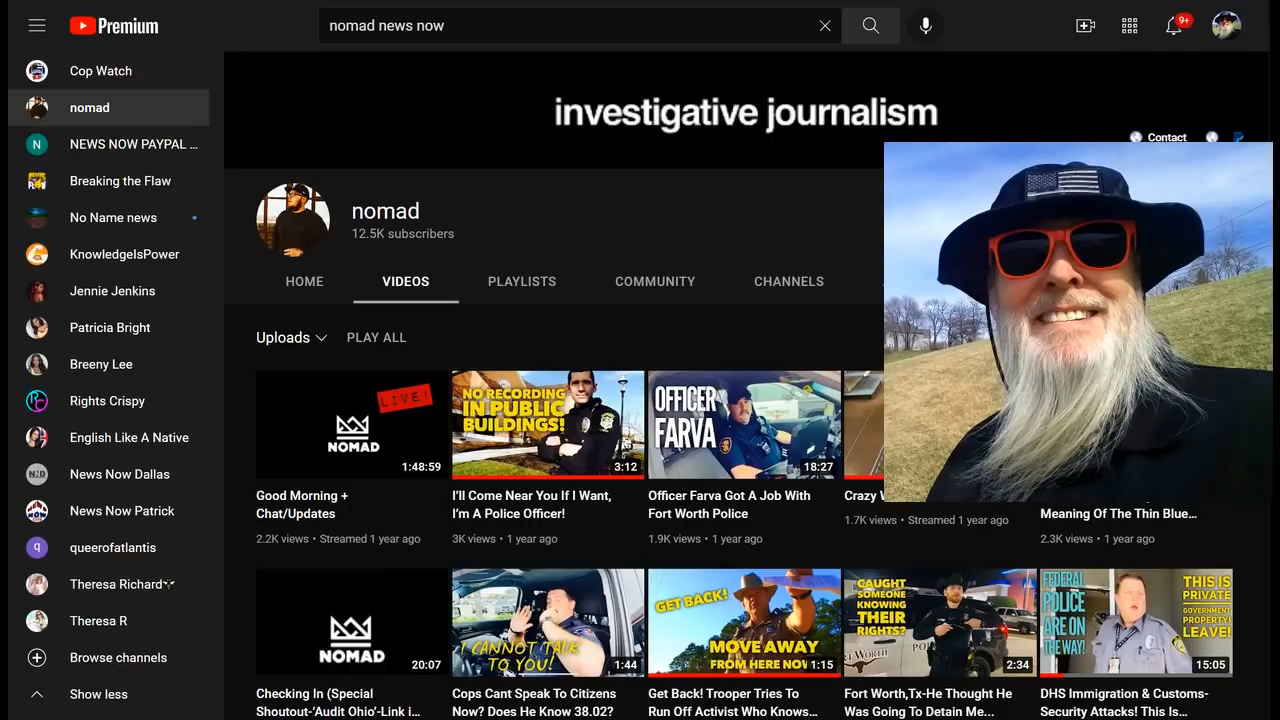 Premium
nomad news now
9+
Cop Watch
nomad
NEWS NOW PAYPAL ...
Breaking the Flaw
No Name news
KnowledgeIsPower
Jennie Jenkins
Patricia Bright
Breeny Lee
Rights Crispy
English Like A Native
News Now Dallas
News Now Patrick
queerofatlantis
Theresa Richard
Theresa R
Browse channels
Show less
investigative journalism
Contact
nomad
12.5K subscribers
HOME
VIDEOS
PLAYLISTS
COMMUNITY
CHANNELS
Uploads
PLAY ALL
LIVE!
NOMAD
1:48:59
NO RECORDING
IN PUBLIC
BUILDINGS!
3:12
OFFICER
FARVA
18:27
Good Morning +
Chat/Updates
2.2K views • Streamed 1 year ago
I'll Come Near You If I Want,
I'm A Police Officer!
3K views • 1 year ago
Officer Farva Got A Job With
Fort Worth Police
1.9K views • 1 year ago
Crazy
1.7K views • Streamed 1 year ago
Meaning Of The Thin Blue...
2.3K views • 1 year ago
NOMAD
20:07
I CANNOT TALK
TO YOU!
1:44
GET BACK!
MOVE AWAY
FROM HERE NOW
1:15
CAUGHT
SOMEONE
KNOWING
THEIR
RIGHTS?
2:34
FEDERAL
POLICE
ARE ON
THE
WAY!
THIS IS
PRIVATE
GOVERNMENT
PROPERTY!
LEAVE!
15:05
Checking In (Special
Shoutout-'Audit Ohio'-Link i...
Cops Cant Speak To Citizens
Now? Does He Know 38.02?
Get Back! Trooper Tries To
Run Off Activist Who Knows...
Fort Worth,Tx-He Thought He
Was Going To Detain Me...
DHS Immigration & Customs-
Security Attacks! This Is...